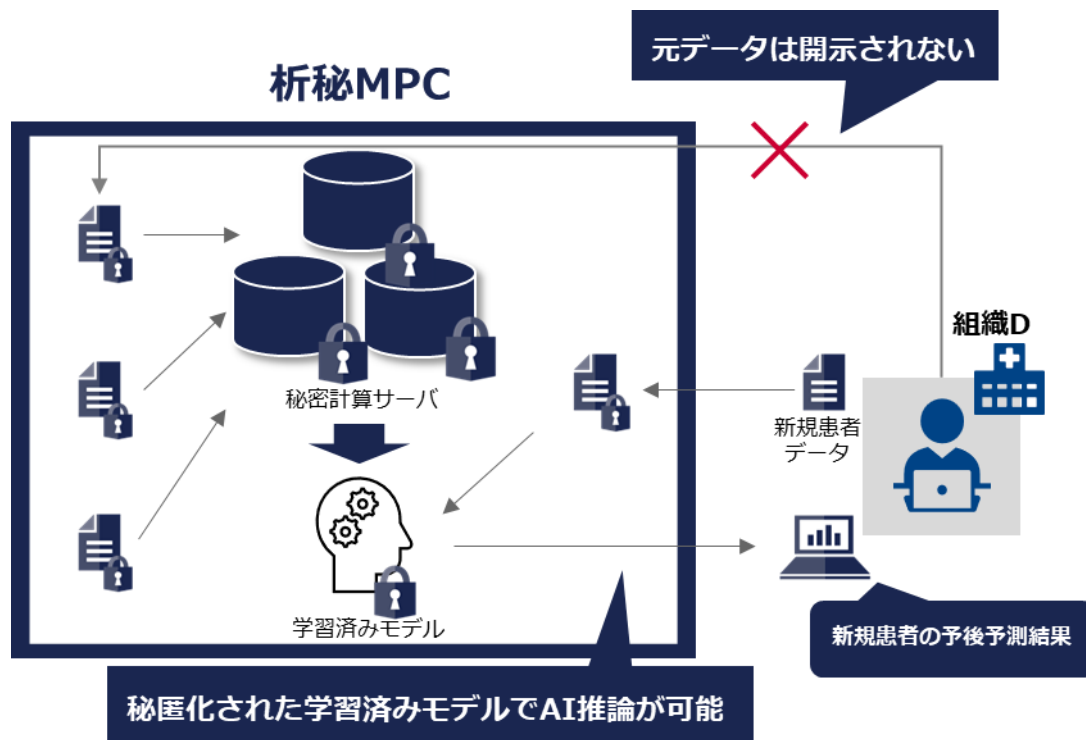 元データは開示されない
析秘MPC
組織D
秘密計算サーバ
新規患者
データ
学習済みモデル
新規患者の予後予測結果
秘匿化された学習済みモデルでAI推論が可能